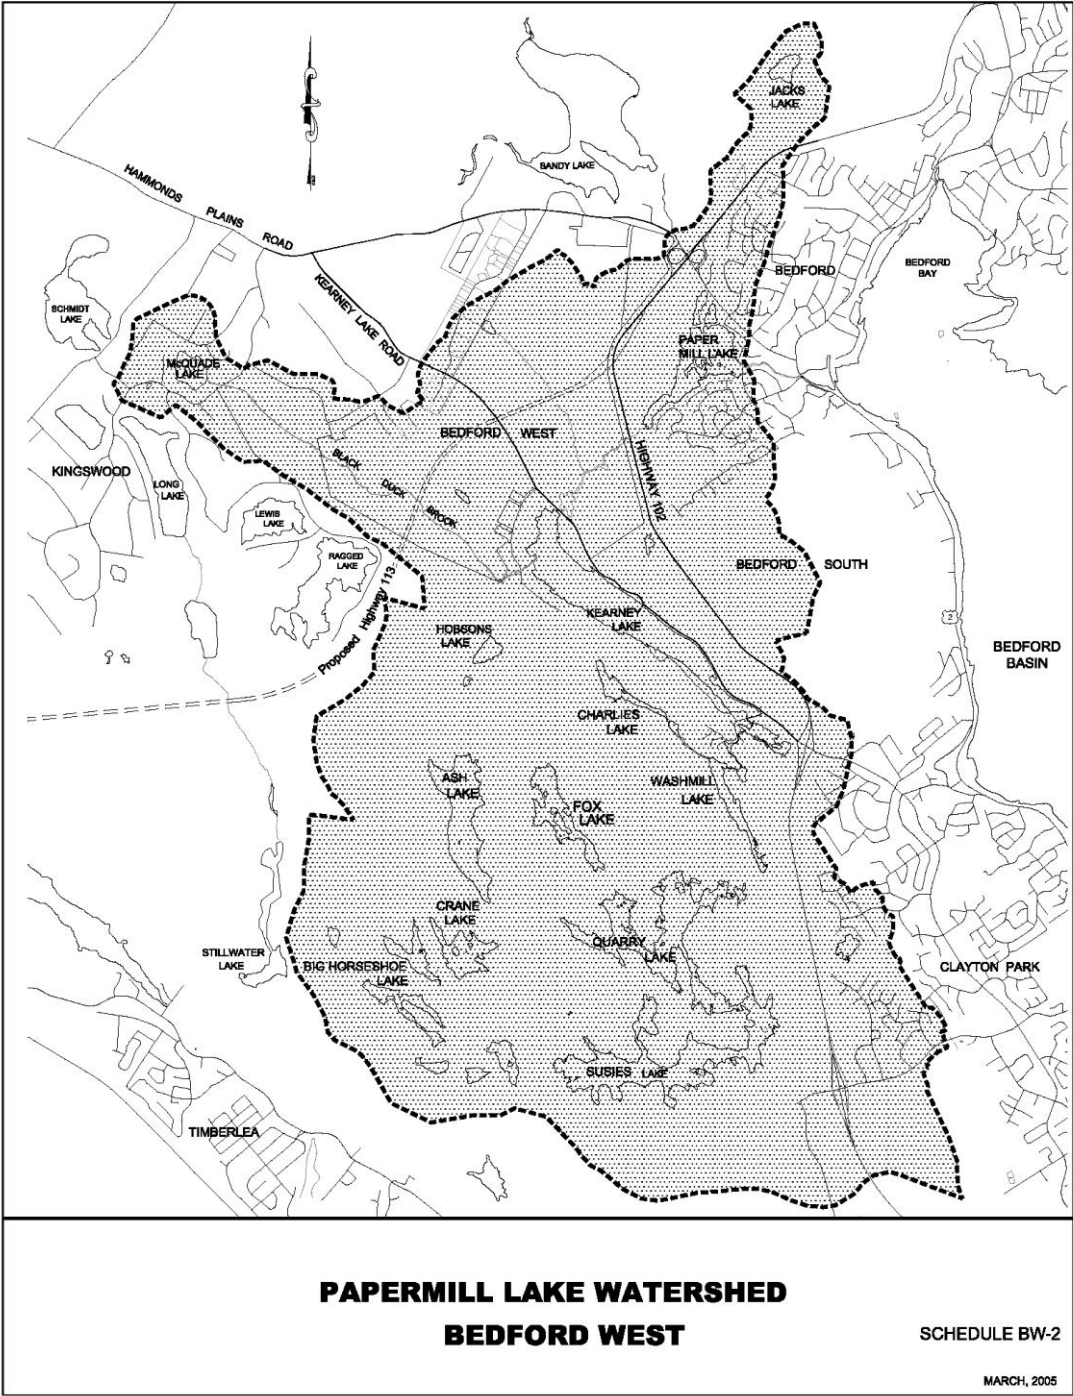 JACKS
LAKE
SANDY LAKE
HAMMONDS PLAINS ROAD
KEARNEY LAKE ROAD
BEDFORD
BEDFORD
BAY
SCHMIDT
LAKE
PAPER
MILL LAKE
McQUADE
LAKE
BEDFORD WEST
HIGHWAY 102
BLACK DUCK BROOK
KINGSWOOD
LONG
LAKE
LEWIS
LAKE
RAGGED
LAKE
Proposed Highway 113
BEDFORD SOUTH
KEARNEY
LAKE
HOBSONS
LAKE
2
BEDFORD
BASIN
CHARLIES
LAKE
ASH
LAKE
WASHMILL
LAKE
FOX
LAKE
CRANE
LAKE
QUARRY
LAKE
STILLWATER
LAKE
BIG HORSESHOE
LAKE
CLAYTON PARK
SUSIES LAKE
TIMBERLEA
PAPERMILL LAKE WATERSHED
BEDFORD WEST
SCHEDULE BW-2
MARCH, 2005